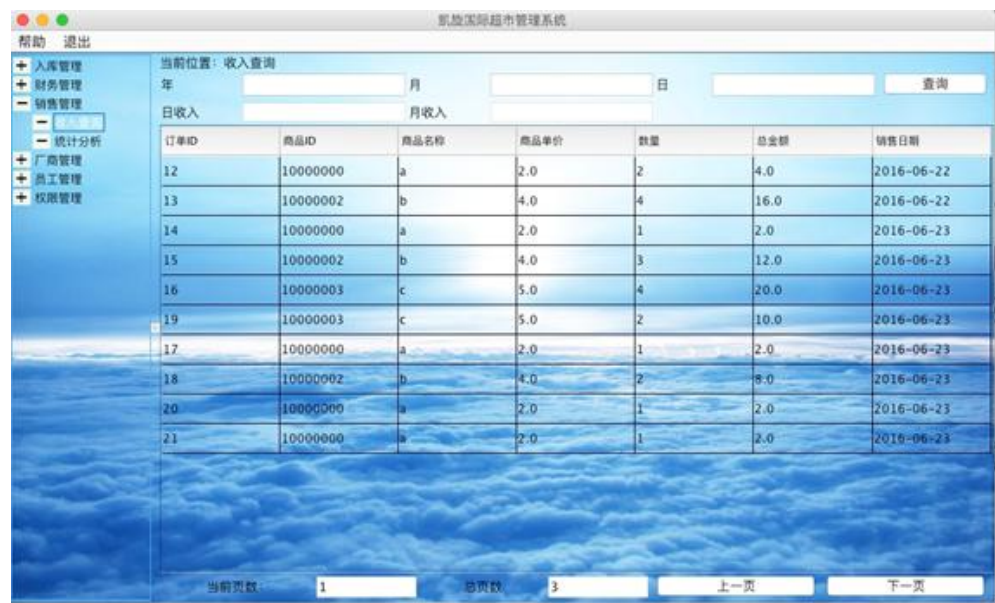 凯旋国际超市管理系统
帮助 退出
入库管理
财务管理
销售管理
收入查询
统计分析
厂商管理
员工管理
权限管理
当前位置：收入查询
年 月 日 查询
日收入 月收入
订单ID 商品ID 商品名称 商品单价 数量 总金额 销售日期
12 10000000 a 2.0 2 4.0 2016-06-22
13 10000002 b 4.0 4 16.0 2016-06-22
14 10000000 a 2.0 1 2.0 2016-06-23
15 10000002 b 4.0 3 12.0 2016-06-23
16 10000003 c 5.0 4 20.0 2016-06-23
19 10000003 c 5.0 2 10.0 2016-06-23
17 10000000 a 2.0 1 2.0 2016-06-23
18 10000002 b 4.0 2 8.0 2016-06-23
20 10000000 a 2.0 1 2.0 2016-06-23
21 10000000 a 2.0 1 2.0 2016-06-23
当前页数： 1 总页数 3 上一页 下一页